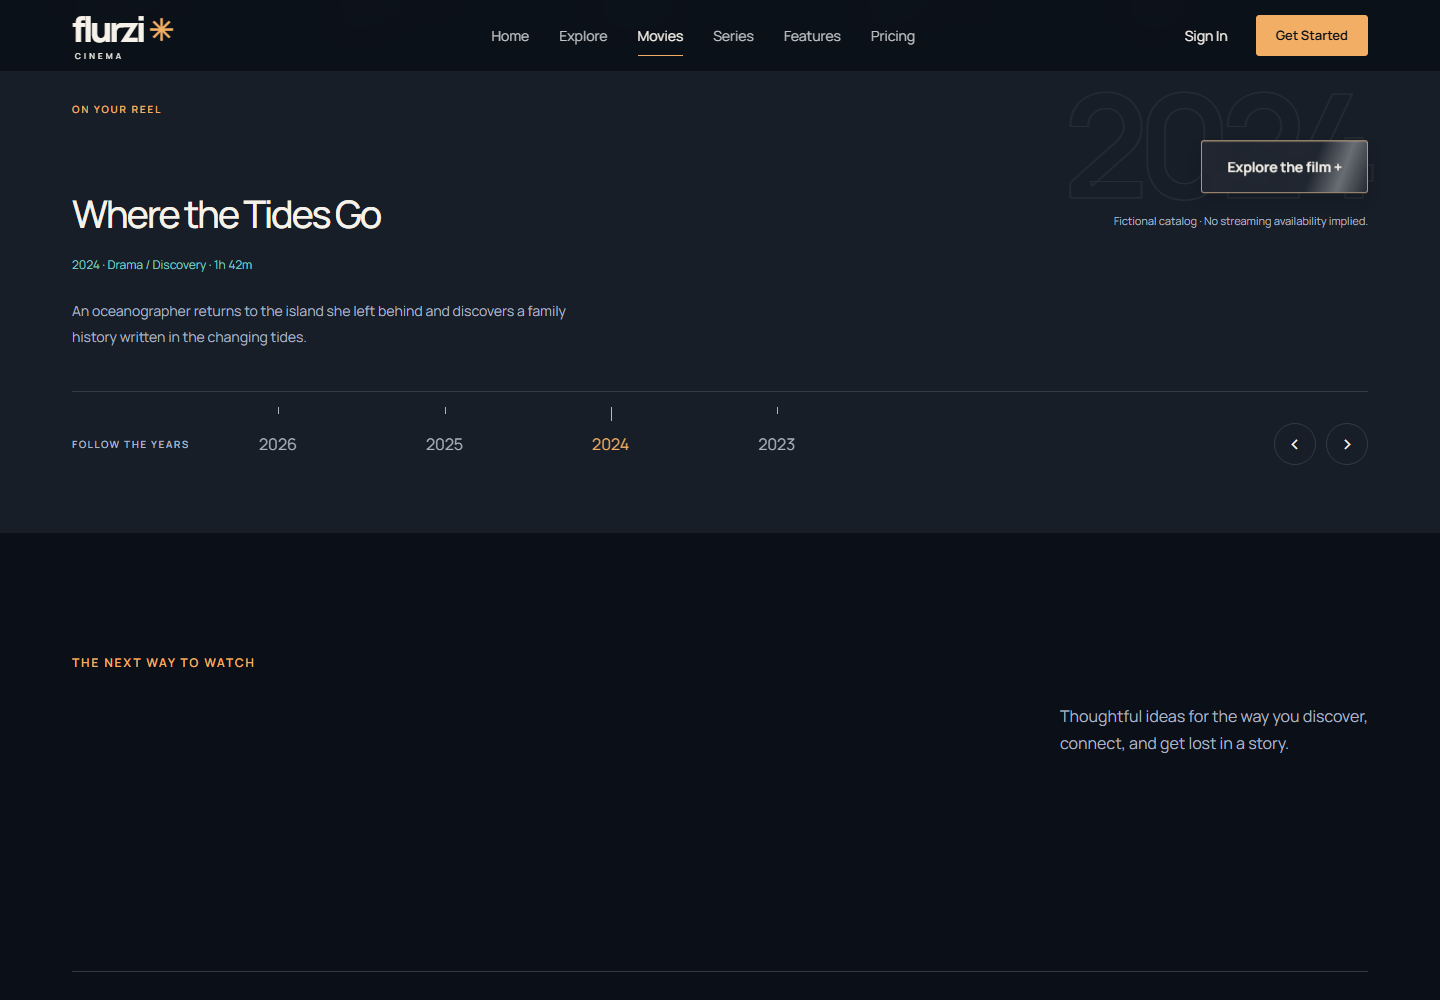 flurzi
CINEMA
Home
Explore
Movies
Series
Features
Pricing
Sign In
Get Started
ON YOUR REEL
2024
Explore the film +
Fictional catalog · No streaming availability implied.
Where the Tides Go
2024 · Drama / Discovery · 1h 42m
An oceanographer returns to the island she left behind and discovers a family
history written in the changing tides.
FOLLOW THE YEARS
2026
2025
2024
2023
THE NEXT WAY TO WATCH
Thoughtful ideas for the way you discover,
connect, and get lost in a story.